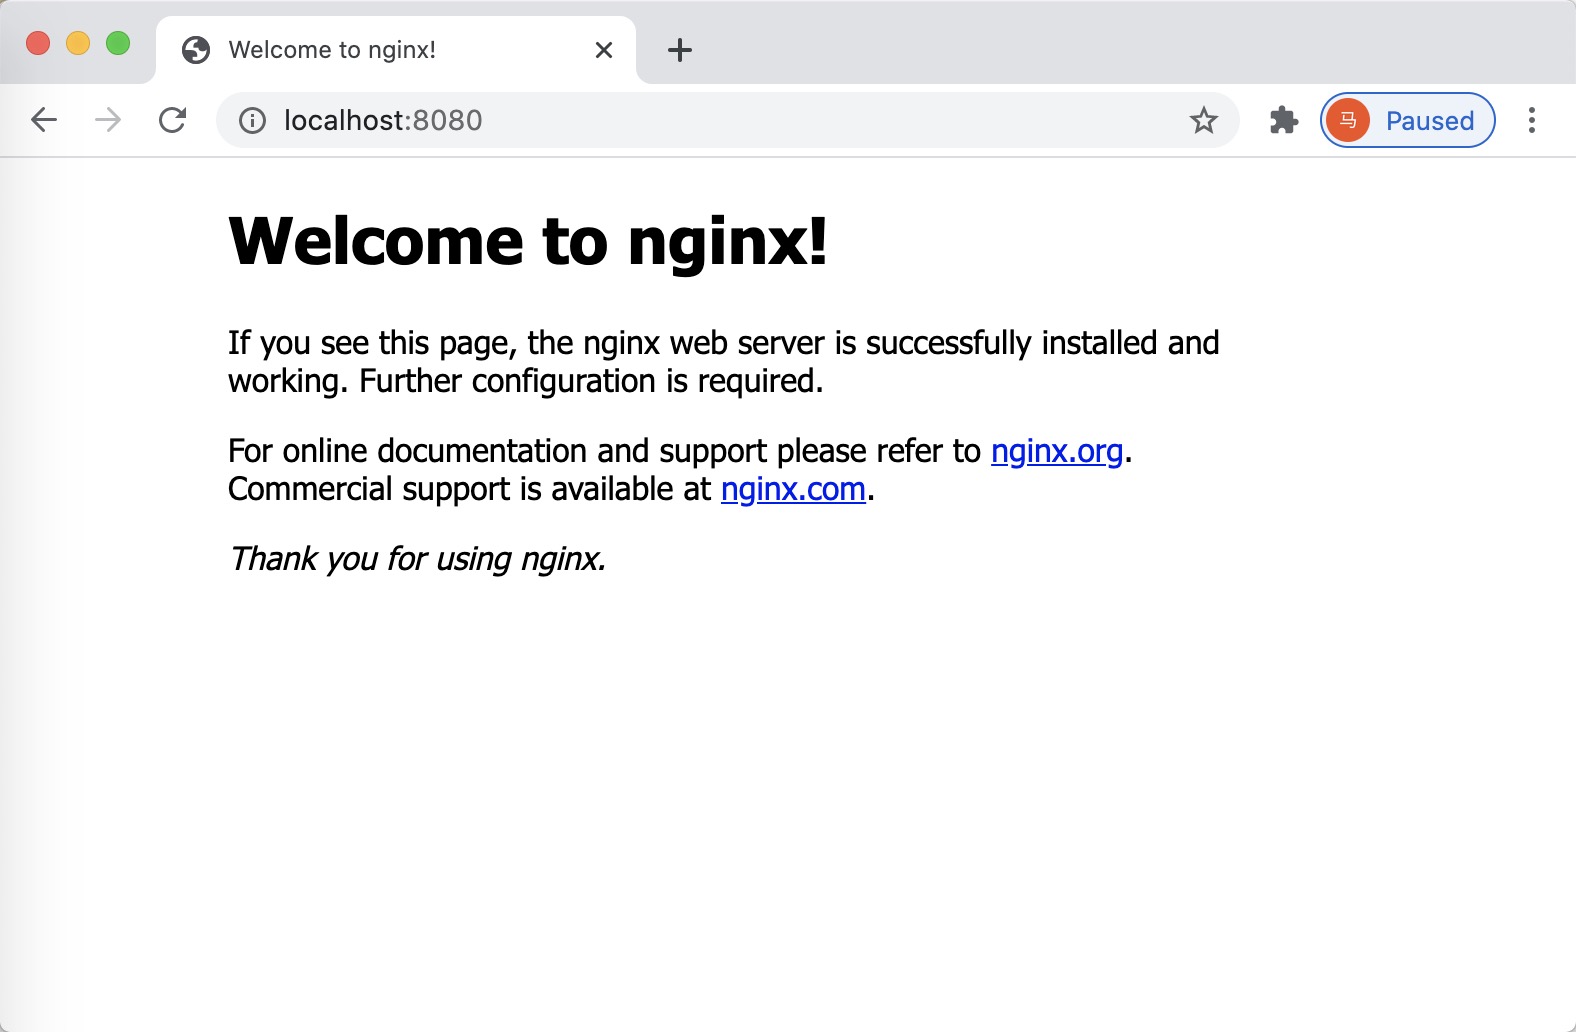 Welcome to nginx!
localhost:8080
马
Paused
Welcome to nginx!
If you see this page, the nginx web server is successfully installed and
working. Further configuration is required.
For online documentation and support please refer to nginx.org.
Commercial support is available at nginx.com.
Thank you for using nginx.